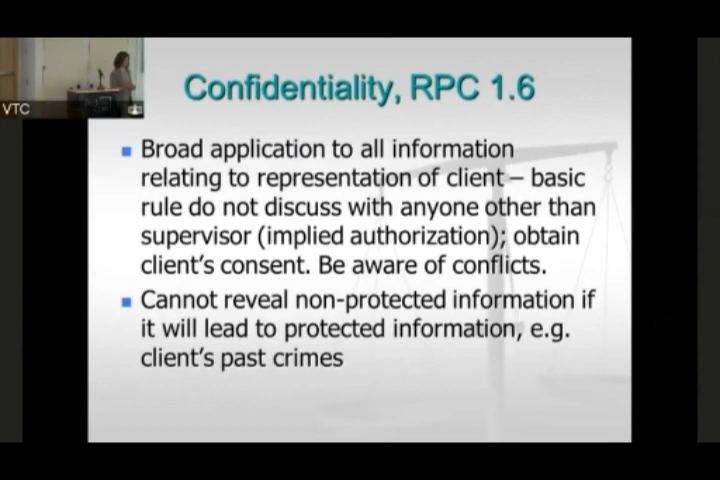 Confidentiality, RPC 1.6
VTC
Broad application to all information
relating to representation of client – basic
rule do not discuss with anyone other than
supervisor (implied authorization); obtain
client's consent. Be aware of conflicts.
Cannot reveal non-protected information if
it will lead to protected information, e.g.
client's past crimes